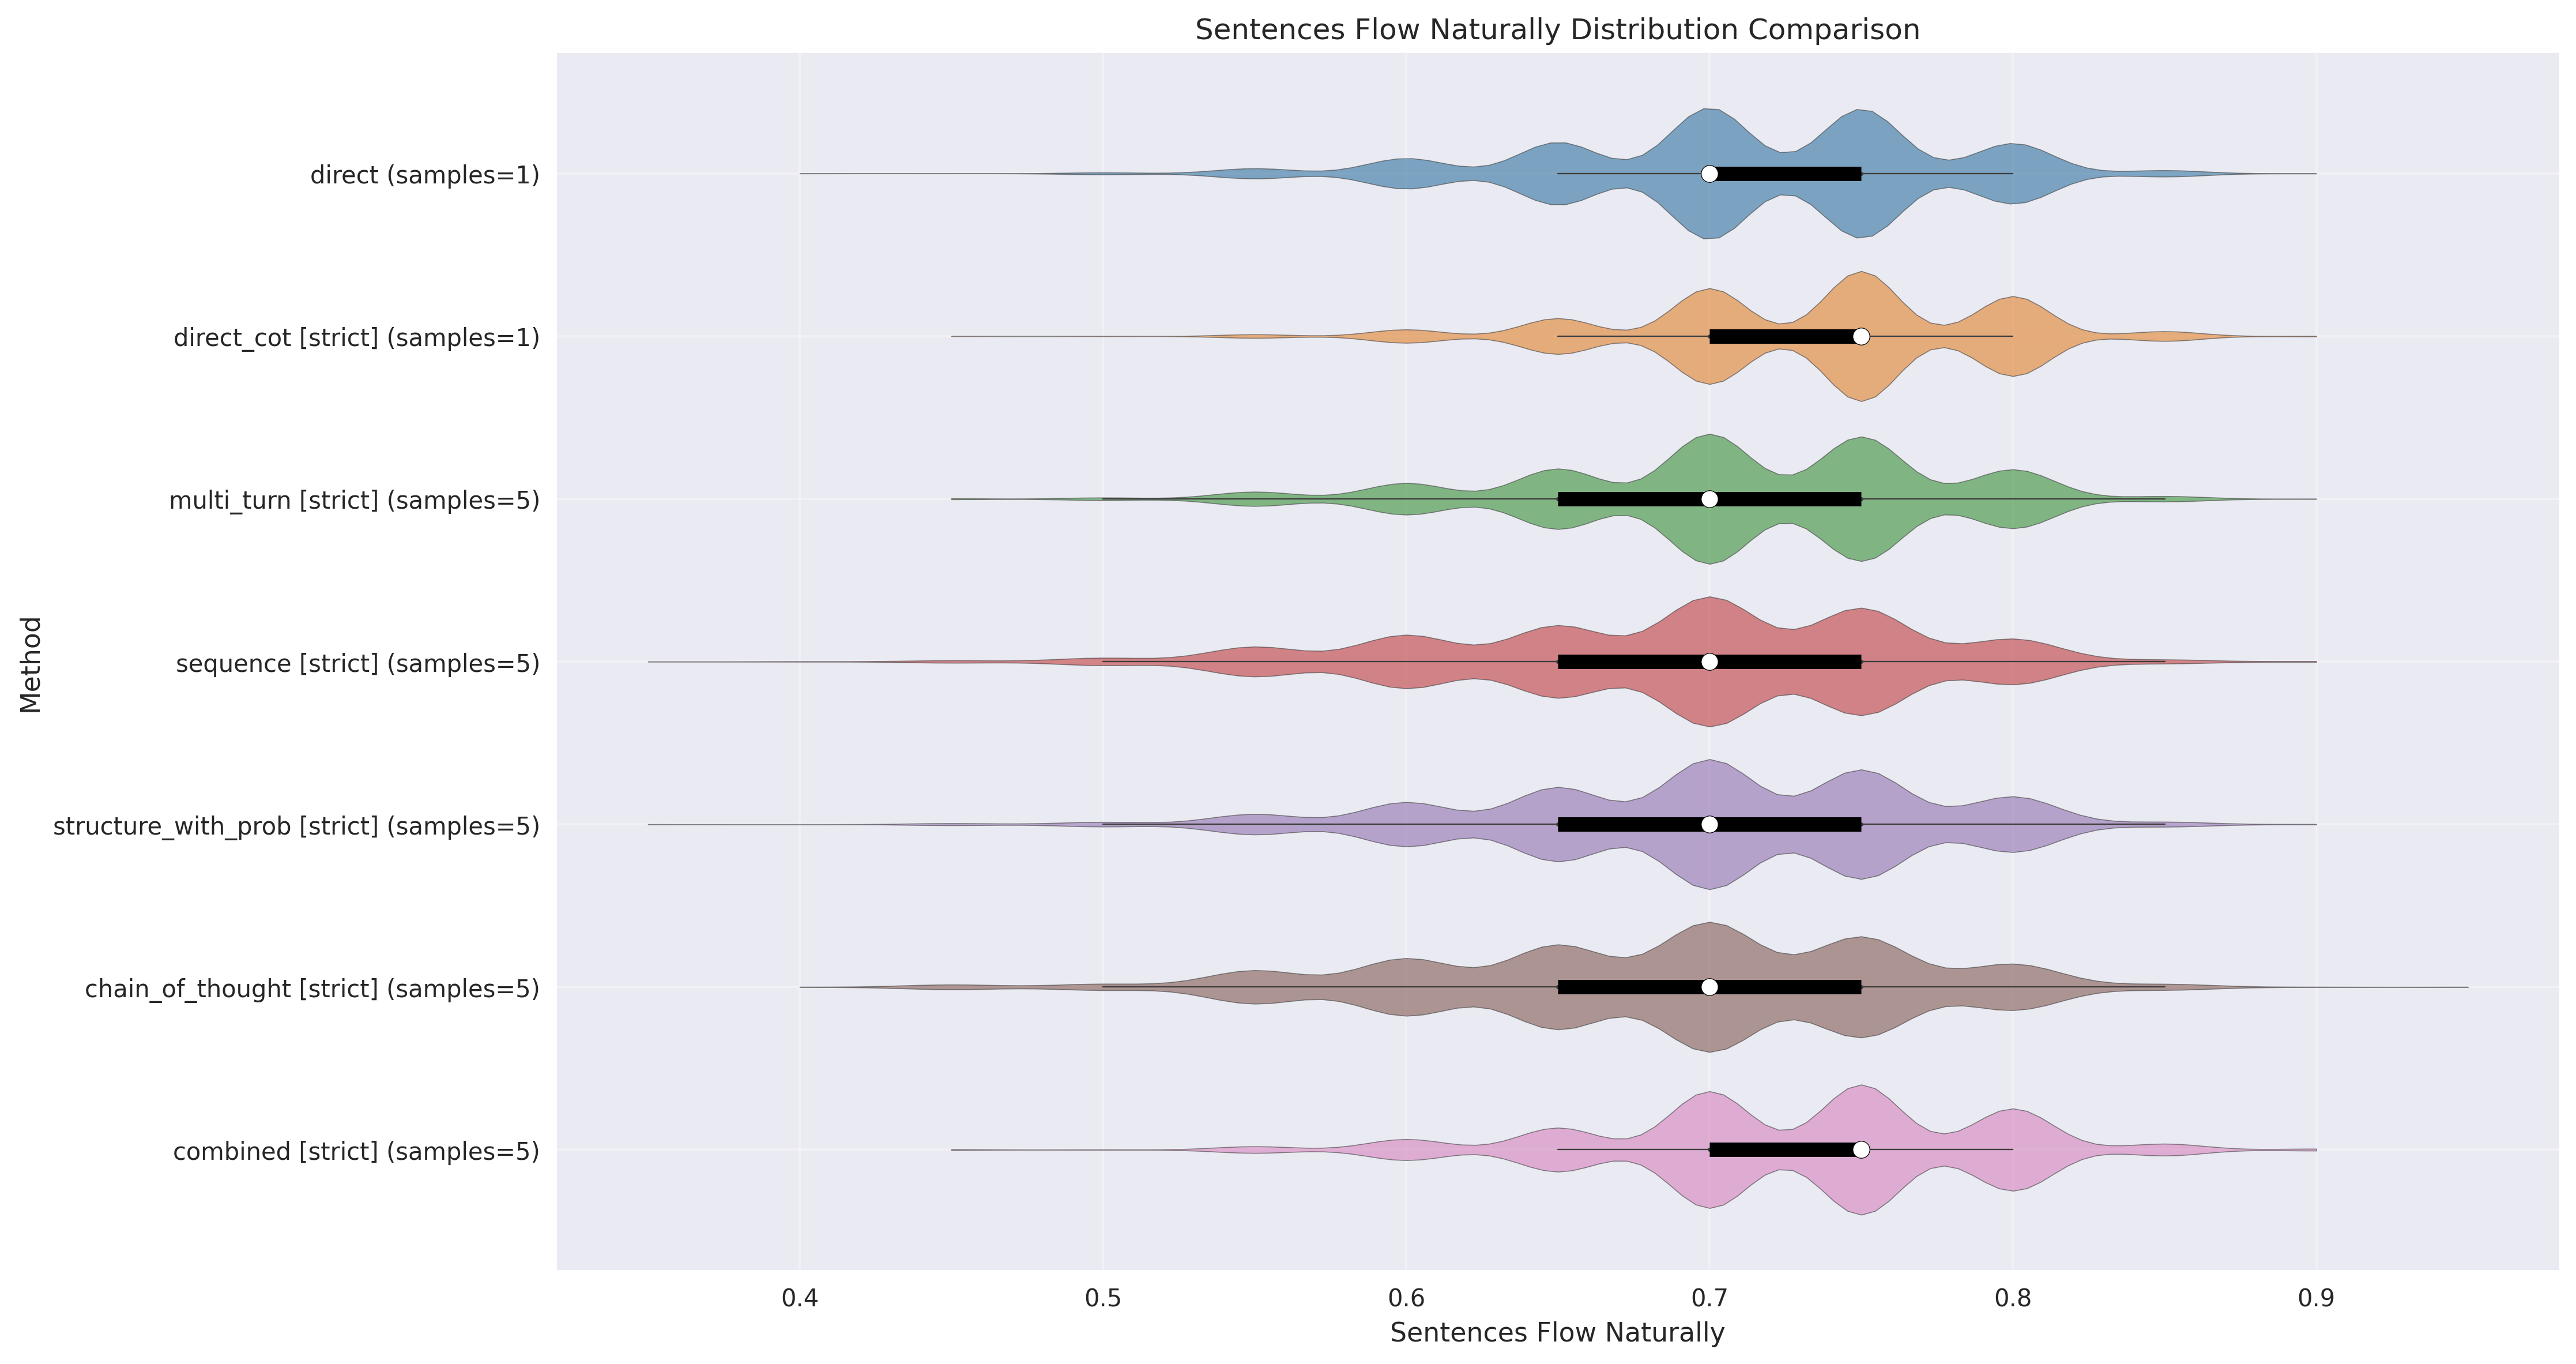 Sentences Flow Naturally Distribution Comparison
Method
direct (samples=1)
direct_cot [strict] (samples=1)
multi_turn [strict] (samples=5)
sequence [strict] (samples=5)
structure_with_prob [strict] (samples=5)
chain_of_thought [strict] (samples=5)
combined [strict] (samples=5)
0.4 0.5 0.6 0.7 0.8 0.9
Sentences Flow Naturally